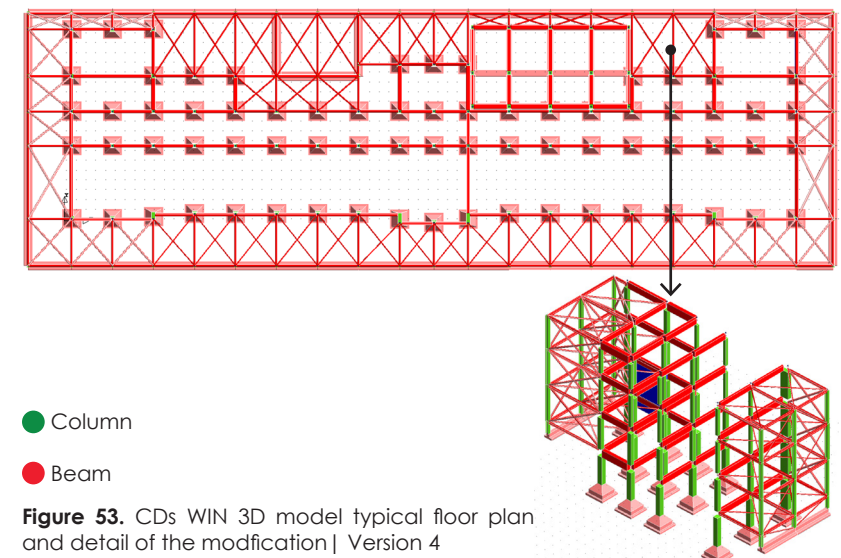 Column
Beam
Figure 53. CDs WIN 3D model typical floor plan
and detail of the modfication| Version 4